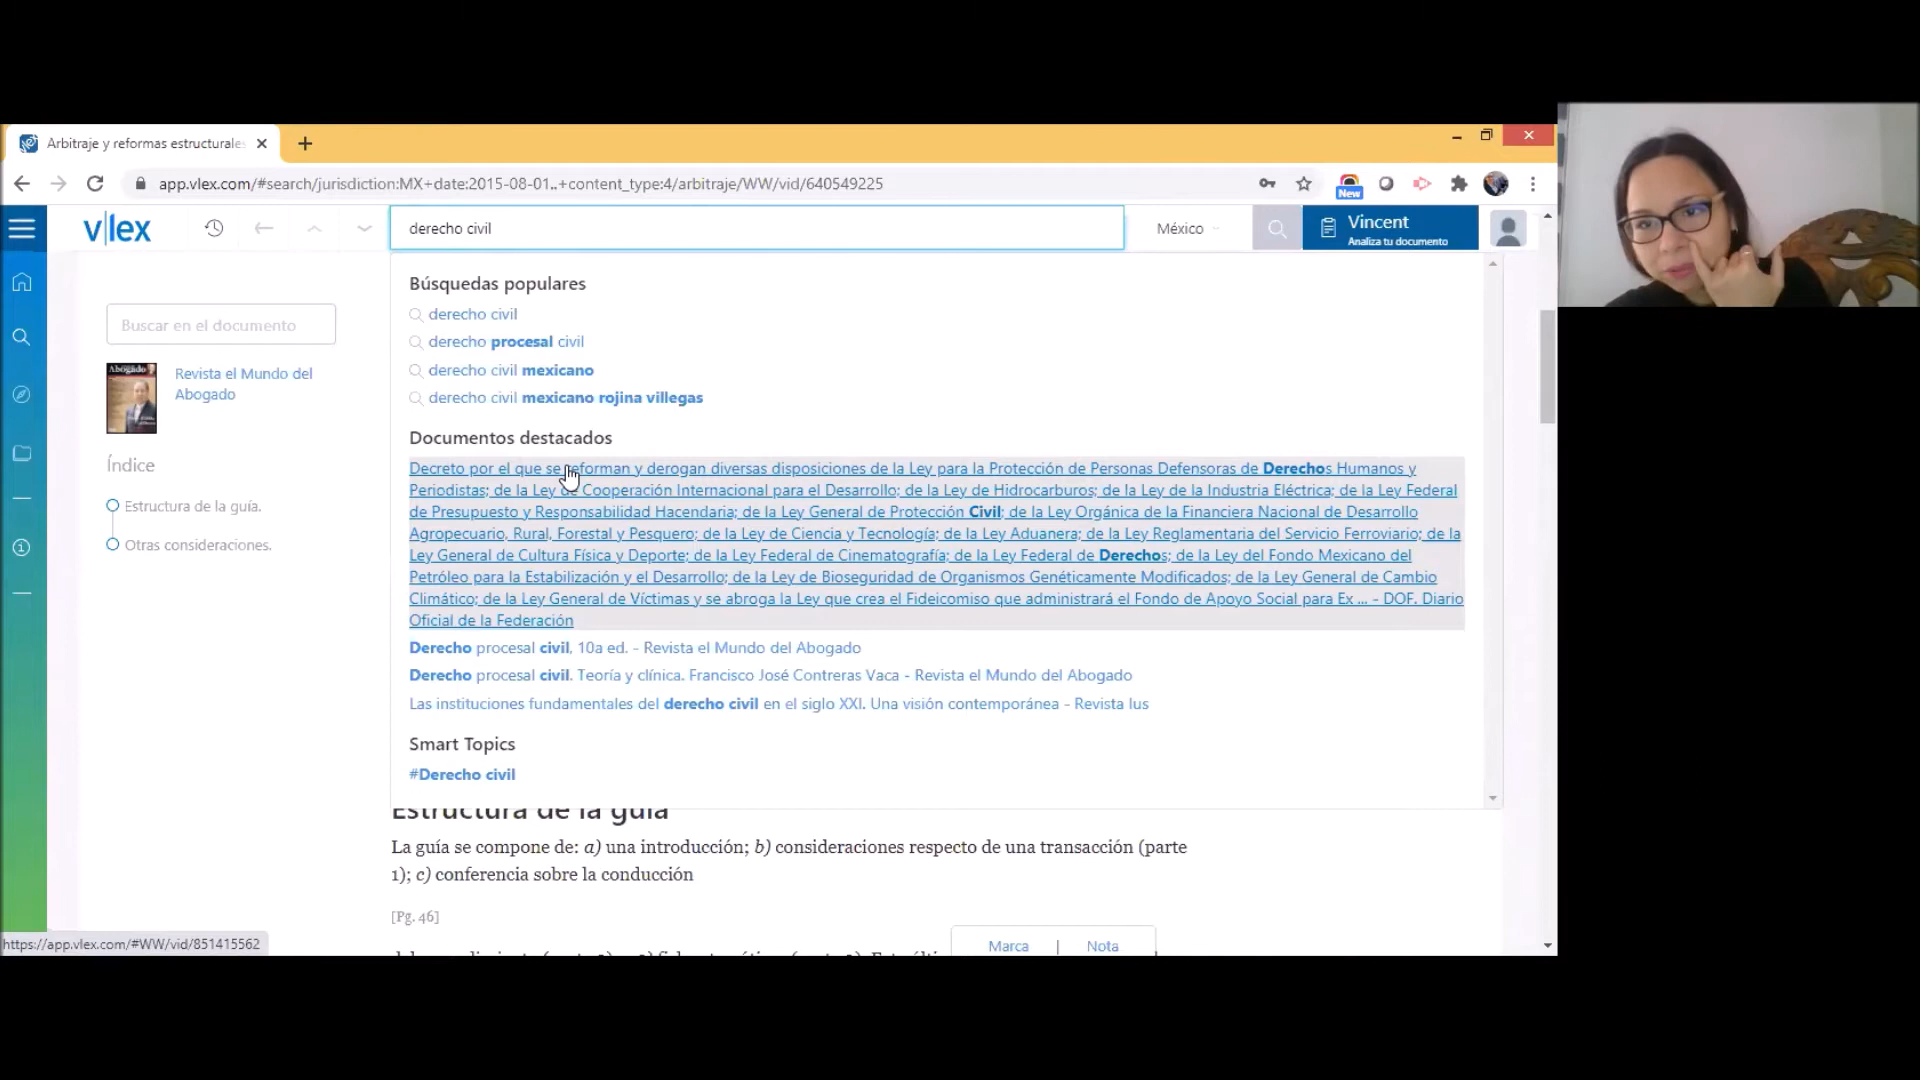 Arbitraje y reformas estructurales
app.vlex.com/#search/jurisdiction:MX+date:2015-08-01..+content_type:4/arbitraje/WW/vid/640549225
New
v|lex
derecho civil
México
Vincent
Analiza tu documento
Buscar en el documento
Revista el Mundo del
Abogado
Índice
Estructura de la guía.
Otras consideraciones.
Búsquedas populares
derecho civil
derecho procesal civil
derecho civil mexicano
derecho civil mexicano rojina villegas
Documentos destacados
Decreto por el que se reforman y derogan diversas disposiciones de la Ley para la Protección de Personas Defensoras de Derechos Humanos y
Periodistas; de la Ley de Cooperación Internacional para el Desarrollo; de la Ley de Hidrocarburos; de la Ley de la Industria Eléctrica; de la Ley Federal
de Presupuesto y Responsabilidad Hacendaria; de la Ley General de Protección Civil; de la Ley Orgánica de la Financiera Nacional de Desarrollo
Agropecuario, Rural, Forestal y Pesquero; de la Ley de Ciencia y Tecnología; de la Ley Aduanera; de la Ley Reglamentaria del Servicio Ferroviario; de la
Ley General de Cultura Física y Deporte; de la Ley Federal de Cinematografía; de la Ley Federal de Derechos; de la Ley del Fondo Mexicano del
Petróleo para la Estabilización y el Desarrollo; de la Ley de Bioseguridad de Organismos Genéticamente Modificados; de la Ley General de Cambio
Climático; de la Ley General de Víctimas y se abroga la Ley que crea el Fideicomiso que administrará el Fondo de Apoyo Social para Ex ... - DOF. Diario
Oficial de la Federación
Derecho procesal civil, 10a ed. - Revista el Mundo del Abogado
Derecho procesal civil. Teoría y clínica. Francisco José Contreras Vaca - Revista el Mundo del Abogado
Las instituciones fundamentales del derecho civil en el siglo XXI. Una visión contemporánea - Revista Ius
Smart Topics
#Derecho civil
Estructura de la guía
La guía se compone de: a) una introducción; b) consideraciones respecto de una transacción (parte
1); c) conferencia sobre la conducción
[Pg. 46]
Marca | Nota
https://app.vlex.com/#WW/vid/851415562